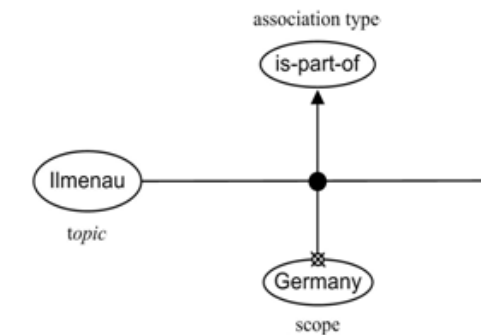 association type
is-part-of
Ilmenau
topic
Germany
scope